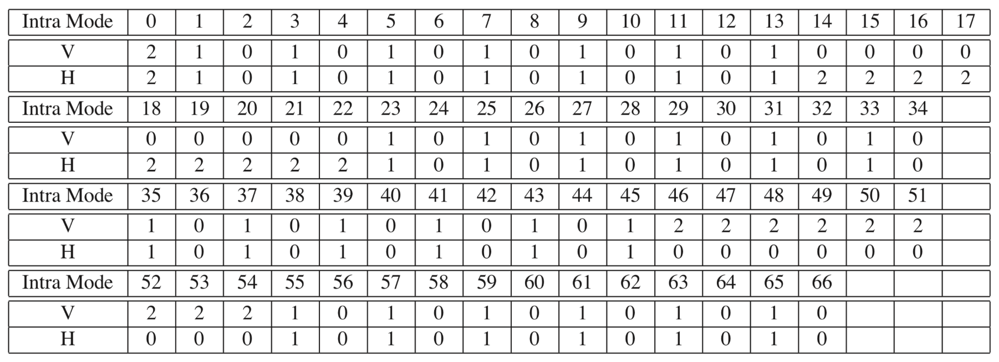 Intra Mode 0 1 2 3 4 5 6 7 8 9 10 11 12 13 14 15 16 17
V 2 1 0 1 0 1 0 1 0 1 0 1 0 1 0 0 0 0
H 2 1 0 1 0 1 0 1 0 1 0 1 0 1 2 2 2 2
Intra Mode 18 19 20 21 22 23 24 25 26 27 28 29 30 31 32 33 34
V 0 0 0 0 0 1 0 1 0 1 0 1 0 1 0 1 0
H 2 2 2 2 2 1 0 1 0 1 0 1 0 1 0 1 0
Intra Mode 35 36 37 38 39 40 41 42 43 44 45 46 47 48 49 50 51
V 1 0 1 0 1 0 1 0 1 0 1 2 2 2 2 2 2
H 1 0 1 0 1 0 1 0 1 0 1 0 0 0 0 0 0
Intra Mode 52 53 54 55 56 57 58 59 60 61 62 63 64 65 66
V 2 2 2 1 0 1 0 1 0 1 0 1 0 1 0
H 0 0 0 1 0 1 0 1 0 1 0 1 0 1 0